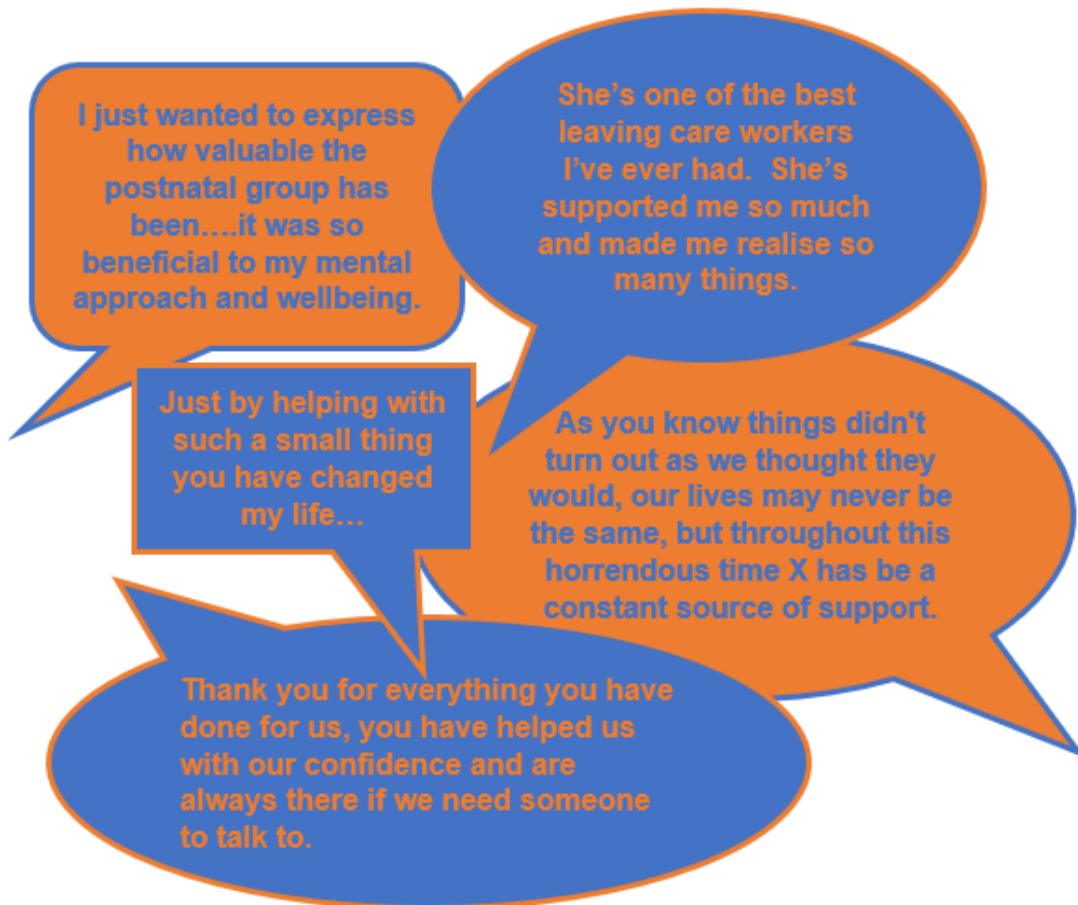 I just wanted to express
how valuable the
postnatal group has
been....it was so
beneficial to my mental
approach and wellbeing.
She's one of the best
leaving care workers
I've ever had.  She's
supported me so much
and made me realise so
many things.
Just by helping with
such a small thing
you have changed
my life…
As you know things didn't
turn out as we thought they
would, our lives may never be
the same, but throughout this
horrendous time X has be a
constant source of support.
Thank you for everything you have
done for us, you have helped us
with our confidence and are
always there if we need someone
to talk to.